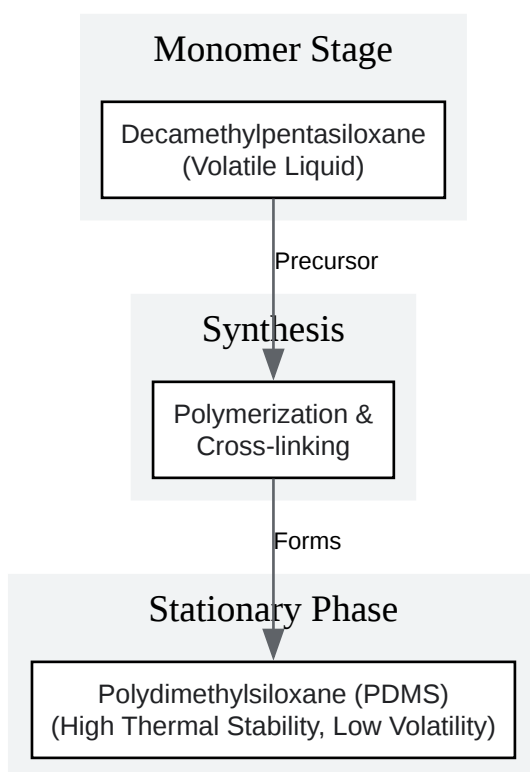 Monomer Stage
Decamethylpentasiloxane
(Volatile Liquid)
Precursor
Synthesis
Polymerization &
Cross-linking
Forms
Stationary Phase
Polydimethylsiloxane (PDMS)
(High Thermal Stability, Low Volatility)